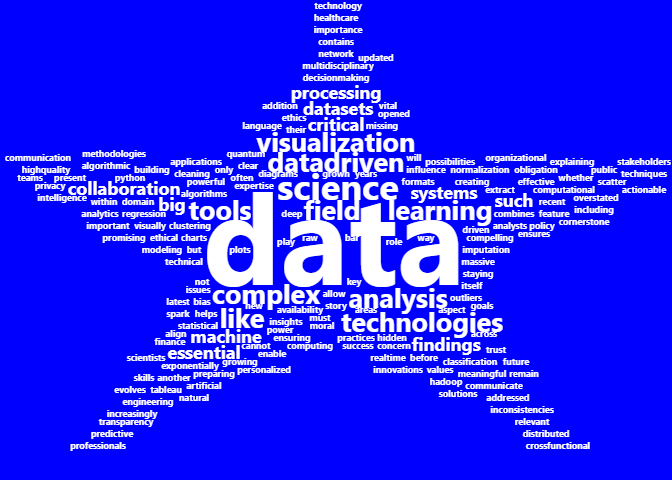 technology
healthcare
importance
contains
network updated
multidisciplinary
decisionmaking
processing
addition datasets vital
ethics opened
language their critical missing
visualization
communication methodologies quantum datadriven will possibilities organizational explaining stakeholders
highquality algorithmic building applications only clear influence normalization obligation public techniques
teams present python cleaning often diagrams grown years formats creating effective whether scatter
privacy collaboration powerful expertise science systems extract computational actionable
intelligence within domain algorithms such recent overstated
analytics regression big tools deep field learning combines feature including
important visually clustering driven analysts policy cornerstone
promising ethical charts play raw bar role way compelling ensures
modeling but plots data imputation
technical massive
staying
not key itself
issues complex allow analysis outliers
latest bias new availability story areas aspect goals
spark helps like insights must technologies
statistical power moral across
align machine ensuring practices hidden findings
finance cannot computing success concern trust
scientists essential enable realtime before classification future
exponentially growing
preparing personalized innovations values meaningful remain
skills another artificial hadoop communicate
evolves tableau solutions addressed
engineering natural inconsistencies
increasingly
transparency relevant
predictive distributed
professionals crossfunctional